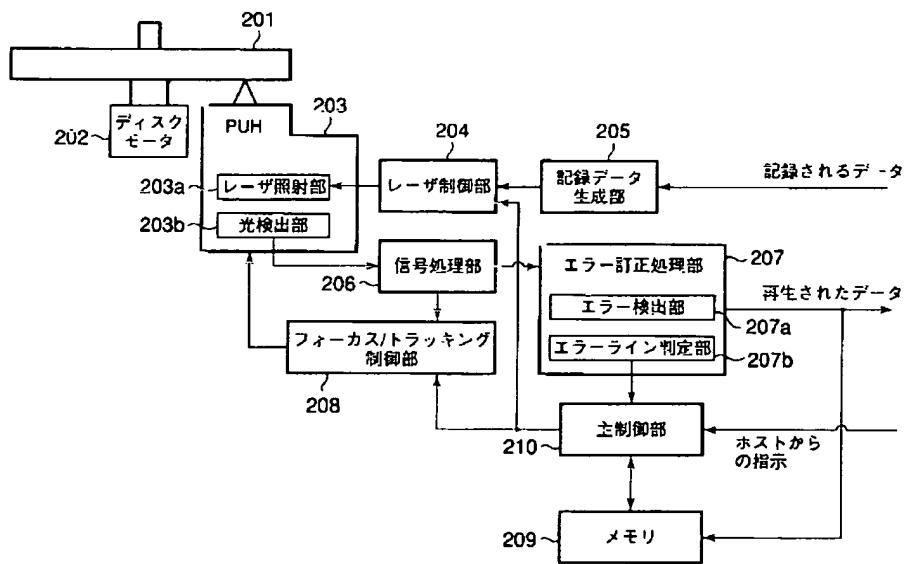 201
202
ディスク
モータ
PUH
203
203a
レーザ照射部
203b
光検出部
204
レーザ制御部
205
記録データ
生成部
記録されるデータ
信号処理部
206
エラー訂正処理部
207
エラー検出部
207a
エラーライン判定部
207b
再生されたデータ
フォーカス/トラッキング
制御部
208
主制御部
210
ホストから
の指示
メモリ
209